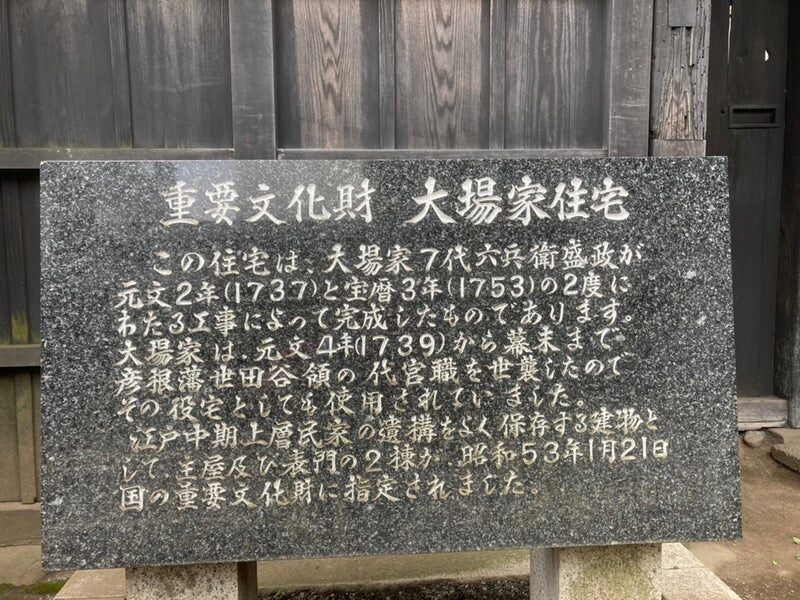 重要文化財 大場家住宅
この住宅は、大場家7代六兵衛盛政が
元文2年(1737)と宝暦3年(1753)の2度に
わたる工事によって完成したものであります。
大場家は、元文4年(1739)から幕末まで
彦根藩世田谷領の代官職を世襲したので
その役宅としても使用されていました。
江戸中期上層民家の遺構をよく保存する建物と
して、主屋及び表門の2棟が、昭和53年1月21日
国の重要文化財に指定されました。